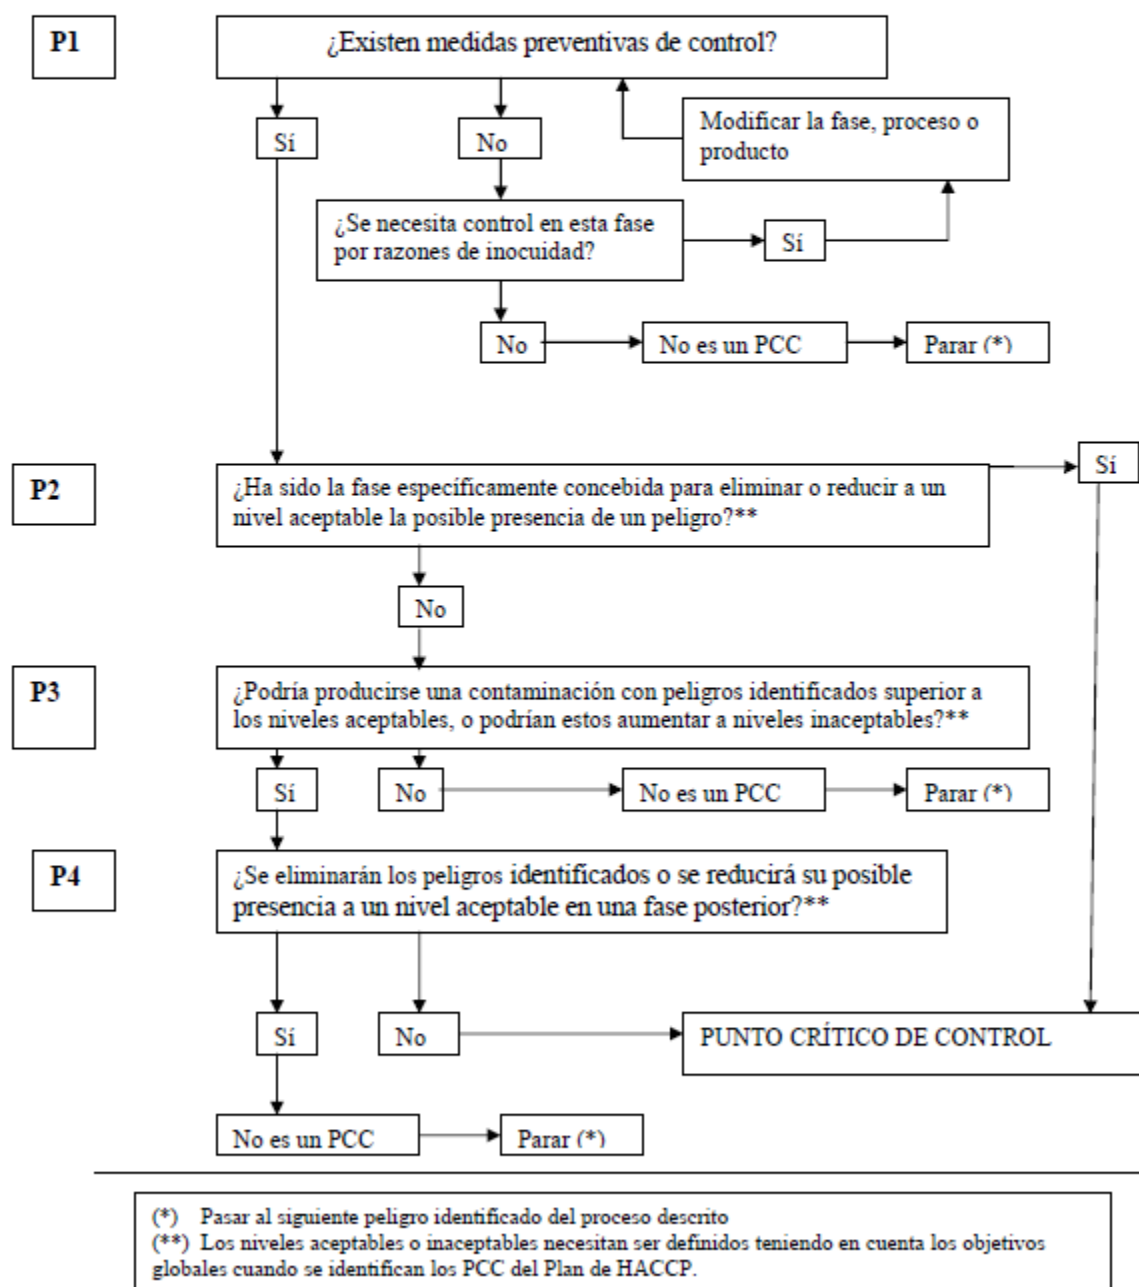 P1
¿Existen medidas preventivas de control?
Sí
No
Modificar la fase, proceso o
producto
¿Se necesita control en esta fase
por razones de inocuidad?
Sí
No
No es un PCC
Parar (*)
Sí
P2
¿Ha sido la fase específicamente concebida para eliminar o reducir a un
nivel aceptable la posible presencia de un peligro?**
No
P3
¿Podría producirse una contaminación con peligros identificados superior a
los niveles aceptables, o podrían estos aumentar a niveles inaceptables?**
Sí
No
No es un PCC
Parar (*)
P4
¿Se eliminarán los peligros identificados o se reducirá su posible
presencia a un nivel aceptable en una fase posterior?**
Sí
No
PUNTO CRÍTICO DE CONTROL
No es un PCC
Parar (*)
(*) Pasar al siguiente peligro identificado del proceso descrito
(**) Los niveles aceptables o inaceptables necesitan ser definidos teniendo en cuenta los objetivos
globales cuando se identifican los PCC del Plan de HACCP.